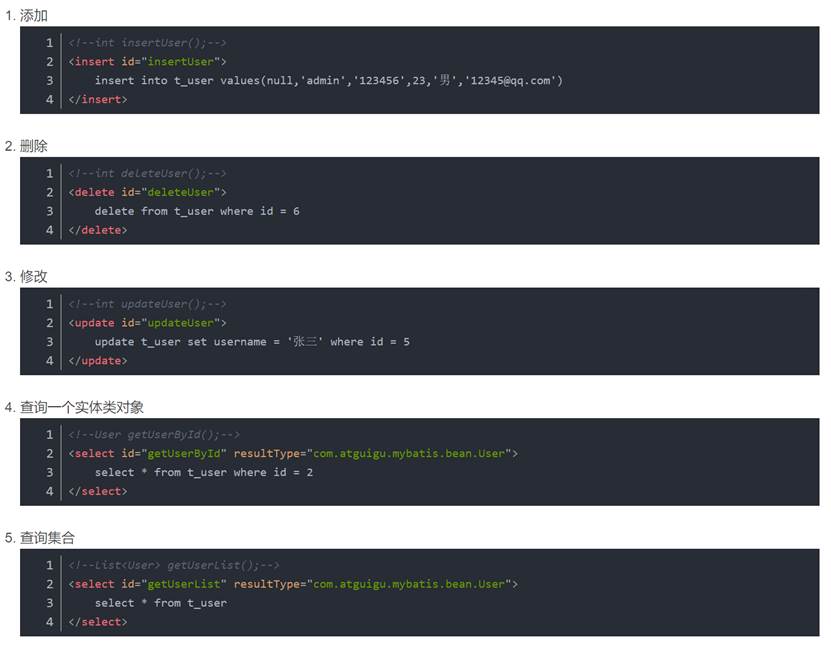 1. 添加
1 <!--int insertUser();-->
2 <insert id="insertUser">
3 insert into t_user values(null,'admin','123456',23,'男','12345@qq.com')
4 </insert>
2. 删除
1 <!--int deleteUser();-->
2 <delete id="deleteUser">
3 delete from t_user where id = 6
4 </delete>
3. 修改
1 <!--int updateUser();-->
2 <update id="updateUser">
3 update t_user set username = '张三' where id = 5
4 </update>
4. 查询一个实体类对象
1 <!--User getUserById();-->
2 <select id="getUserById" resultType="com.atguigu.mybatis.bean.User">
3 select * from t_user where id = 2
4 </select>
5. 查询集合
1 <!--List<User> getUserList();-->
2 <select id="getUserList" resultType="com.atguigu.mybatis.bean.User">
3 select * from t_user
4 </select>